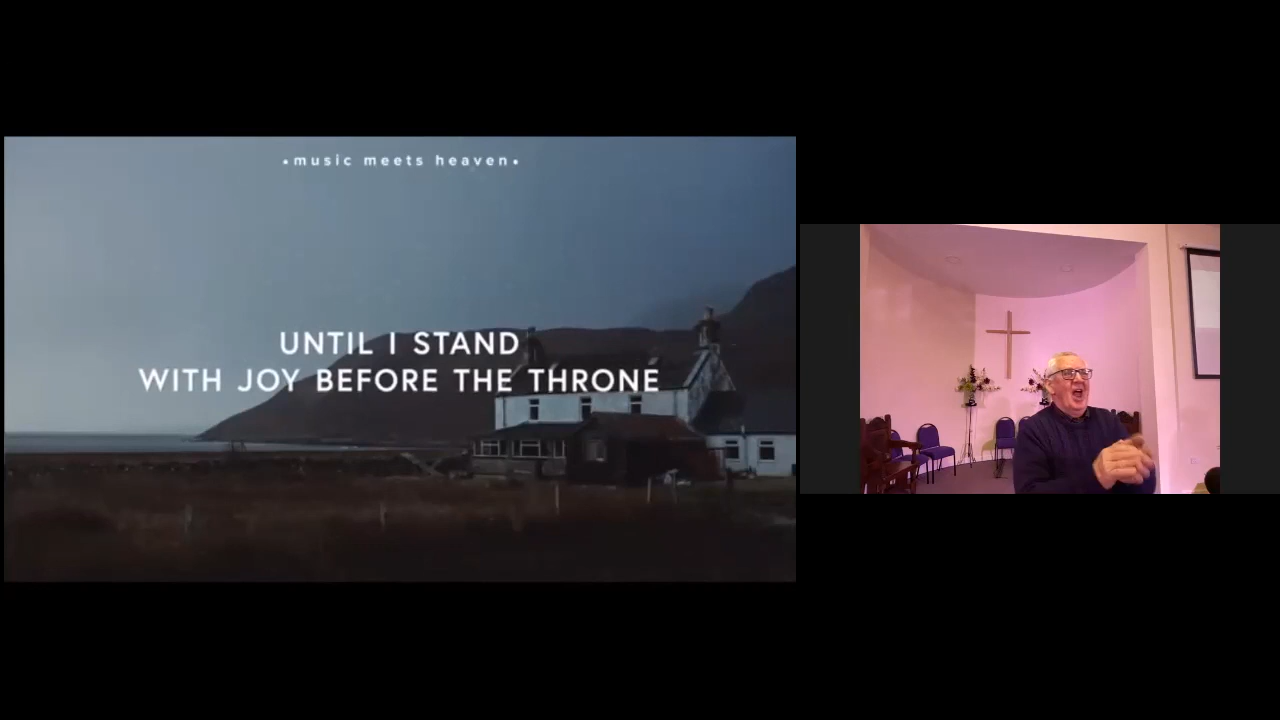 •music meets heaven•
UNTIL I STAND
WITH JOY BEFORE THE THRONE